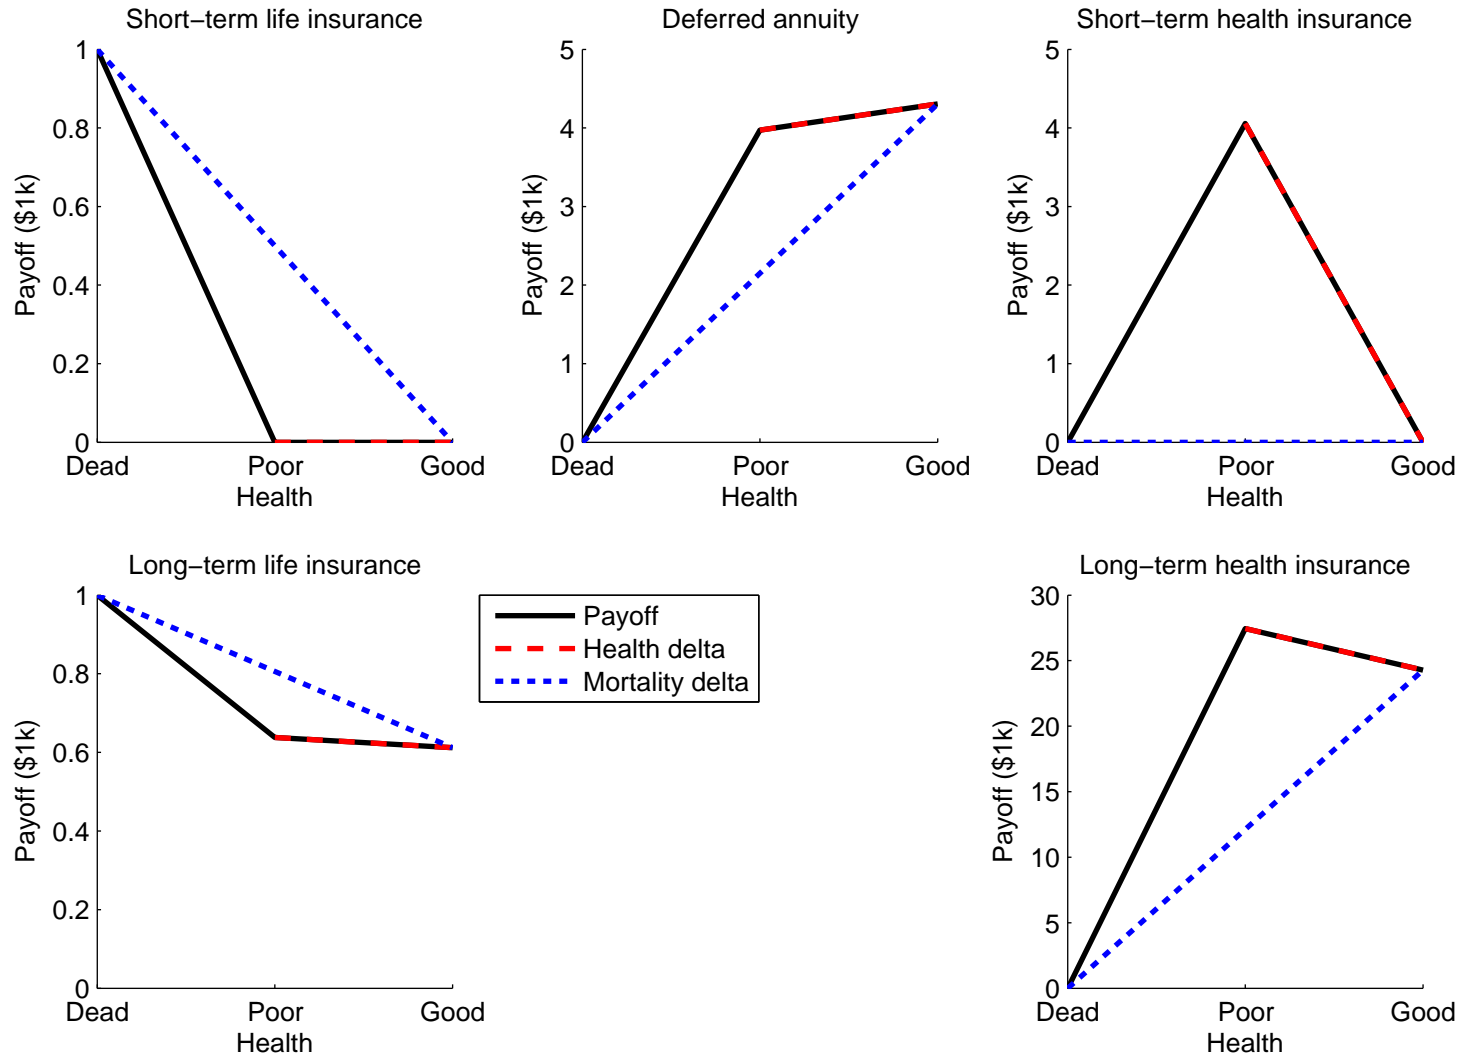 Short−term life insurance
1
0.8
0.6
0.4
0.2
0
Payoff ($1k)
Dead Poor Good
Health
Deferred annuity
5
4
3
2
1
0
Payoff ($1k)
Dead Poor Good
Health
Short−term health insurance
5
4
3
2
1
0
Payoff ($1k)
Dead Poor Good
Health
Long−term life insurance
1
0.8
0.6
0.4
0.2
0
Payoff ($1k)
Dead Poor Good
Health
Payoff
Health delta
Mortality delta
Long−term health insurance
30
25
20
15
10
5
0
Payoff ($1k)
Dead Poor Good
Health